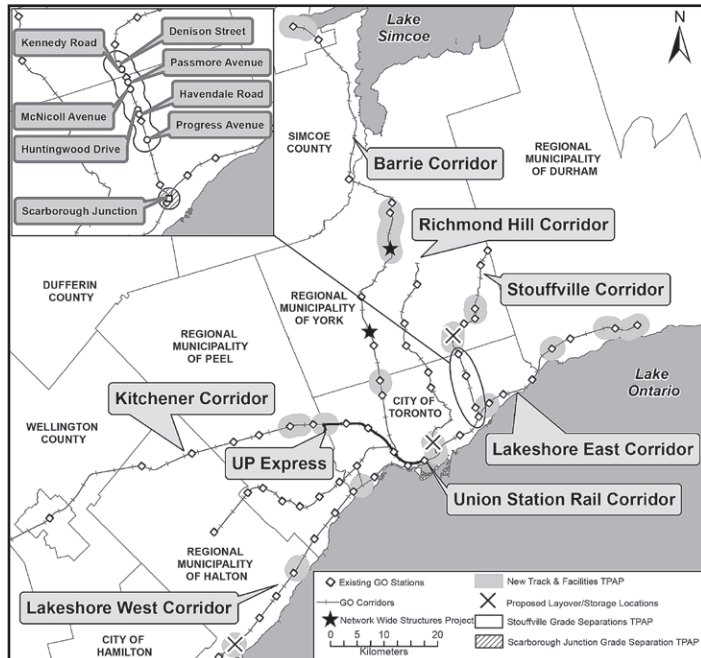 Denison Street
Kennedy Road
Passmore Avenue
Havendale Road
McNicoll Avenue
Progress Avenue
Huntingwood Drive
Scarborough Junction
Lake
Simcoe
N
SIMCOE
COUNTY
REGIONAL
MUNICIPALITY
OF DURHAM
Barrie Corridor
Richmond Hill Corridor
Stouffville Corridor
DUFFERIN
COUNTY
REGIONAL
MUNICIPALITY
OF YORK
REGIONAL
MUNICIPALITY
OF PEEL
Lake
Ontario
Kitchener Corridor
CITY OF
TORONTO
WELLINGTON
COUNTY
UP Express
Lakeshore East Corridor
Union Station Rail Corridor
REGIONAL
MUNICIPALITY
OF HALTON
Lakeshore West Corridor
CITY OF
HAMILTON
Existing GO Stations
GO Corridors
Network Wide Structures Project
0 5 10 20
Kilometers
New Track & Facilities TPAP
Proposed Layover/Storage Locations
Stouffville Grade Separations TPAP
Scarborough Junction Grade Separation TPAP